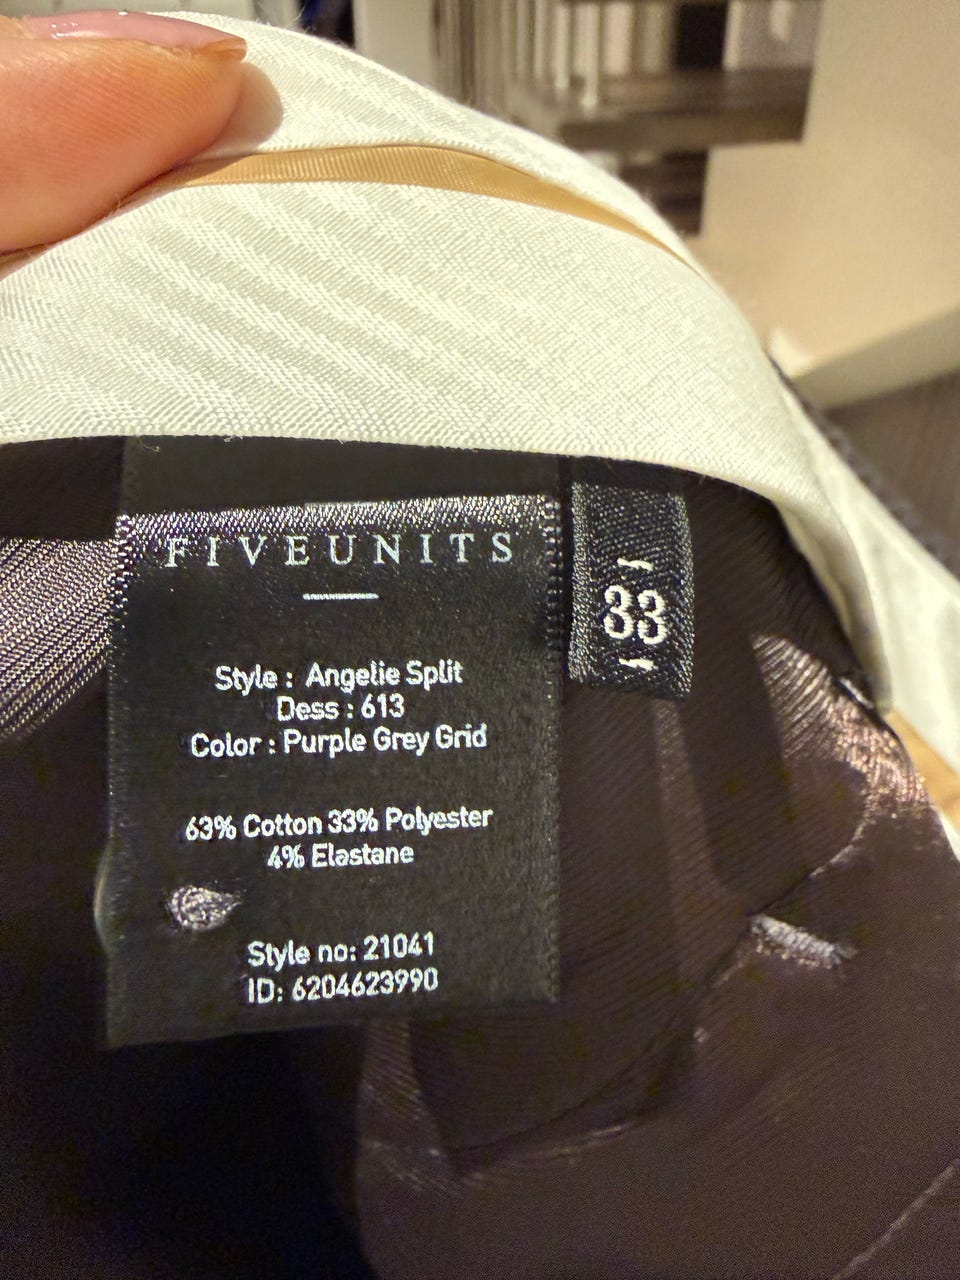 FIVEUNITS
33
Style : Angelie Split
Dess : 613
Color : Purple Grey Grid
63% Cotton 33% Polyester
4% Elastane
Style no: 21041
ID: 6204623990